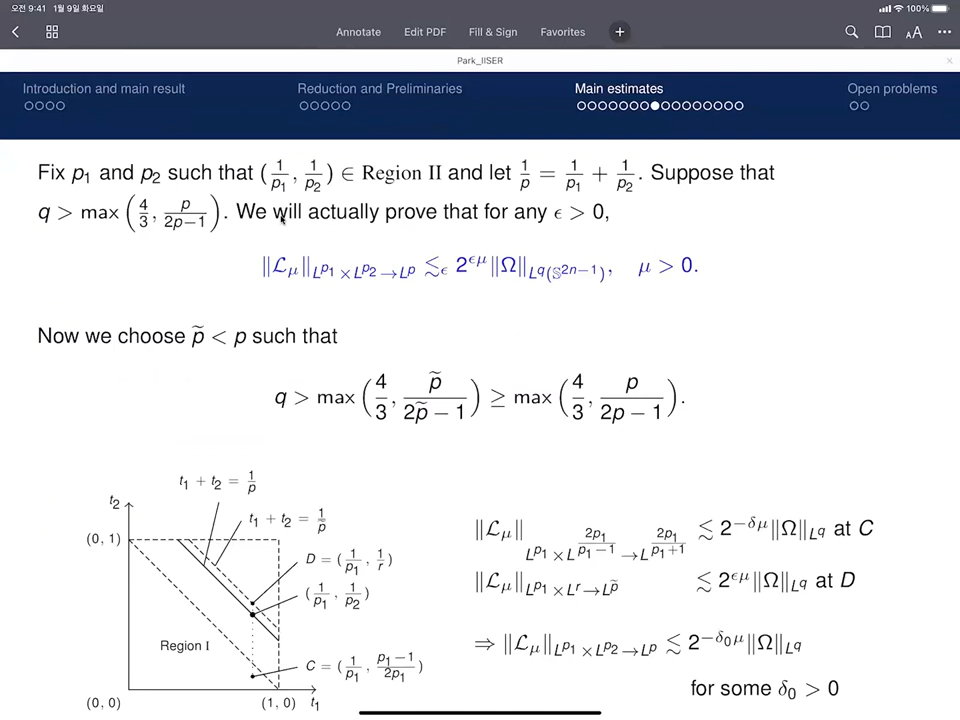 오전 9:41 1월 9일 화요일
100%
Annotate Edit PDF Fill & Sign Favorites
AA
Park_IISER
Introduction and main result Reduction and Preliminaries Main estimates Open problems
Fix p₁ and p₂ such that (1/p₁, 1/p₂) ∈ Region II and let 1/p = 1/p₁ + 1/p₂. Suppose that
q > max (4/3, p/(2p−1)). We will actually prove that for any ϵ > 0,
‖ℒ_μ‖_{L^{p₁}×L^{p₂}→L^p} ≲_ϵ 2^{ϵμ}‖Ω‖_{L^q(𝕊^{2n−1})}, μ > 0.
Now we choose p̃ < p such that
q > max (4/3, p̃/(2p̃−1)) ≥ max (4/3, p/(2p−1)).
t₁ + t₂ = 1/p
t₂
t₁ + t₂ = 1/p̃
(0, 1)
D = (1/p₁, 1/r)
(1/p₁, 1/p₂)
Region I
C = (1/p₁, (p₁−1)/(2p₁))
(0, 0) (1, 0) t₁
‖ℒ_μ‖_{L^{p₁}×L^{2p₁/(p₁−1)}→L^{2p₁/(p₁+1)}} ≲ 2^{−δμ}‖Ω‖_{L^q} at C
‖ℒ_μ‖_{L^{p₁}×L^r→L^{p̃}} ≲ 2^{ϵμ}‖Ω‖_{L^q} at D
⇒ ‖ℒ_μ‖_{L^{p₁}×L^{p₂}→L^p} ≲ 2^{−δ₀μ}‖Ω‖_{L^q}
for some δ₀ > 0